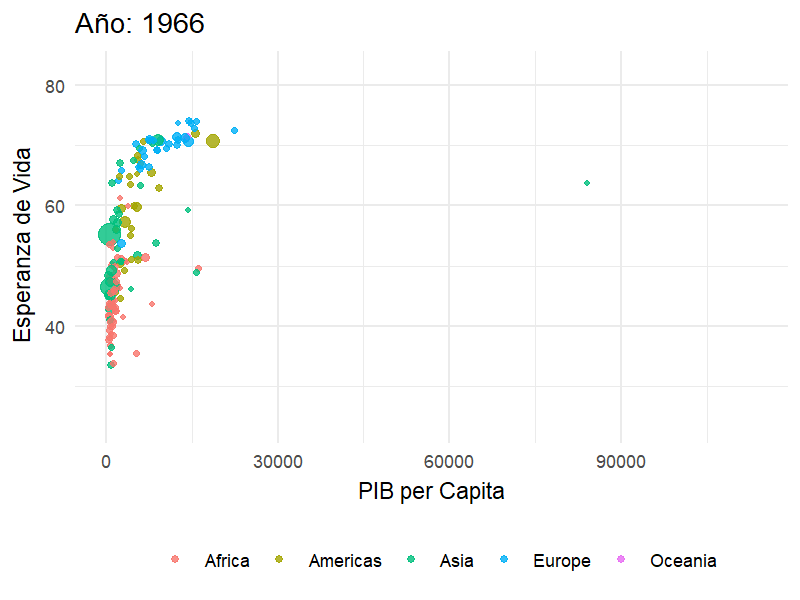 Año: 1966
Esperanza de Vida
80
60
40
0 30000 60000 90000
PIB per Capita
Africa Americas Asia Europe Oceania